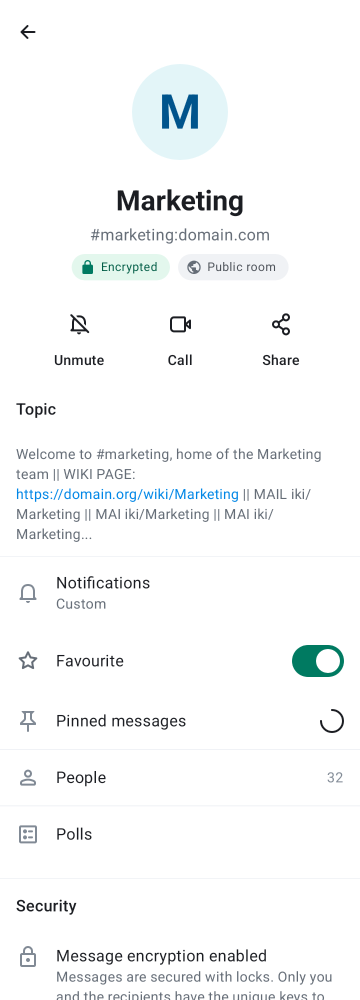 M
Marketing
#marketing:domain.com
Encrypted
Public room
Unmute
Call
Share
Topic
Welcome to #marketing, home of the Marketing
team || WIKI PAGE:
https://domain.org/wiki/Marketing || MAIL iki/
Marketing || MAI iki/Marketing || MAI iki/
Marketing...
Notifications
Custom
Favourite
Pinned messages
People
32
Polls
Security
Message encryption enabled
Messages are secured with locks. Only you
and the recipients have the unique keys to